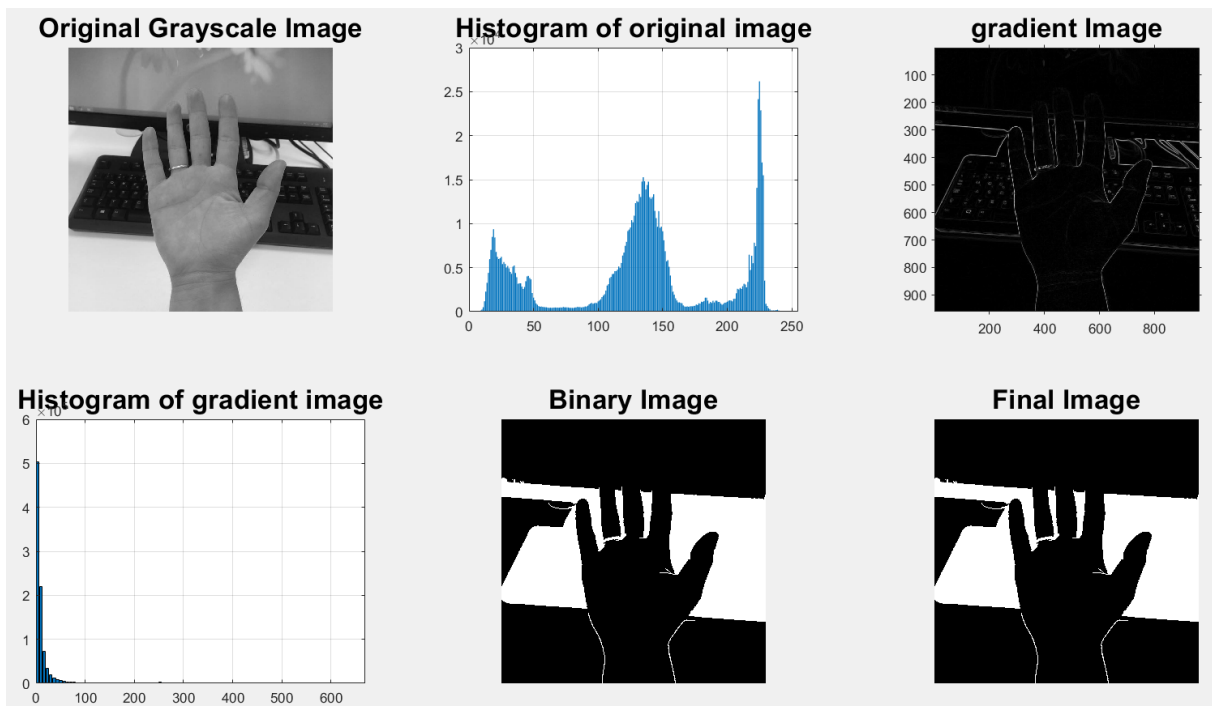 Original Grayscale Image
Histogram of original image
gradient Image
3
2.5
2
1.5
1
0.5
0
0 50 100 150 200 250
100
200
300
400
500
600
700
800
900
200 400 600 800
Histogram of gradient image
6
5
4
3
2
1
0
0 100 200 300 400 500 600
Binary Image
Final Image